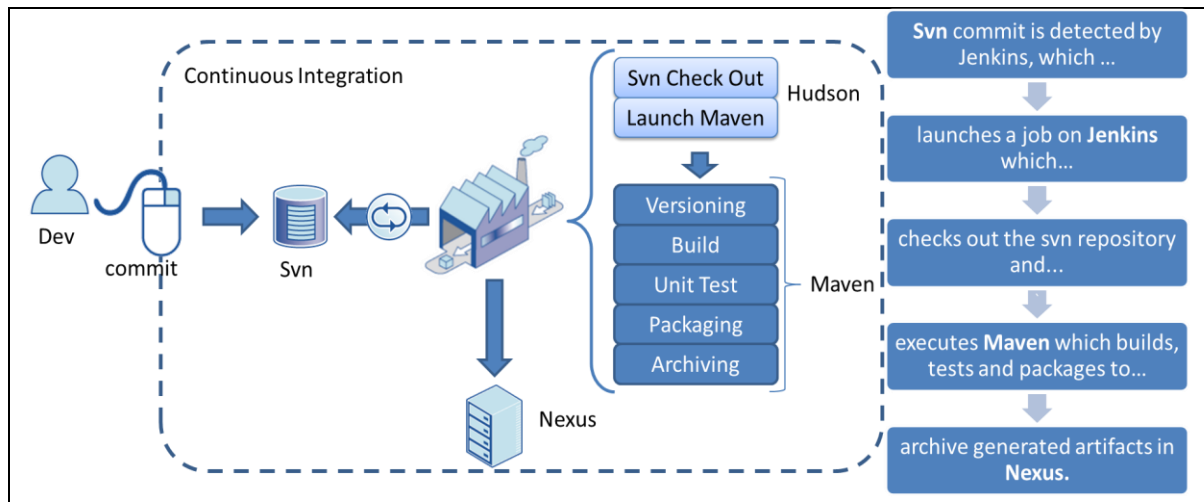 Continuous Integration
Dev
commit
Svn
Nexus
Svn Check Out
Launch Maven
Hudson
Versioning
Build
Unit Test
Packaging
Archiving
Maven
Svn commit is detected by
Jenkins, which ...
launches a job on Jenkins
which...
checks out the svn repository
and...
executes Maven which builds,
tests and packages to...
archive generated artifacts in
Nexus.